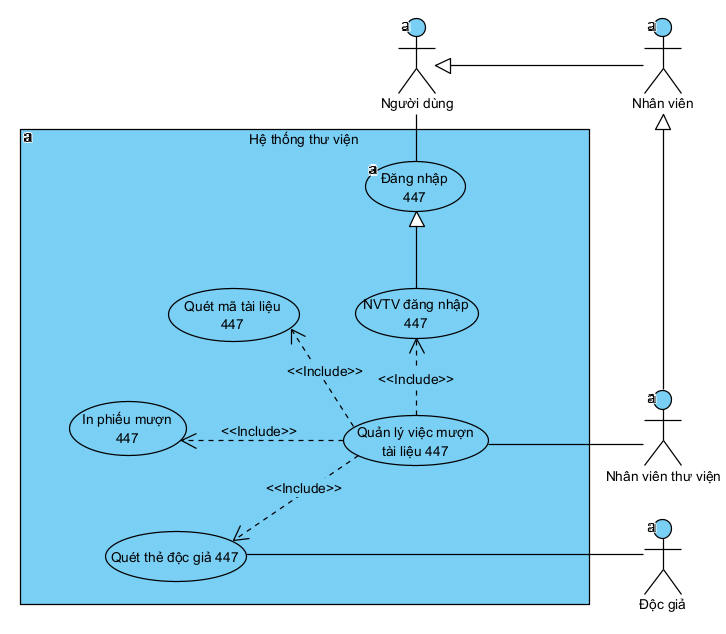 a
a
Người dùng
Nhân viên
a
Hệ thống thư viện
a
Đăng nhập
447
Quét mã tài liệu
447
NVTV đăng nhập
447
<<Include>>
<<Include>>
In phiếu mượn
447
<<Include>>
Quản lý việc mượn
tài liệu 447
a
Nhân viên thư viện
<<Include>>
Quét thẻ độc giả 447
a
Độc giả